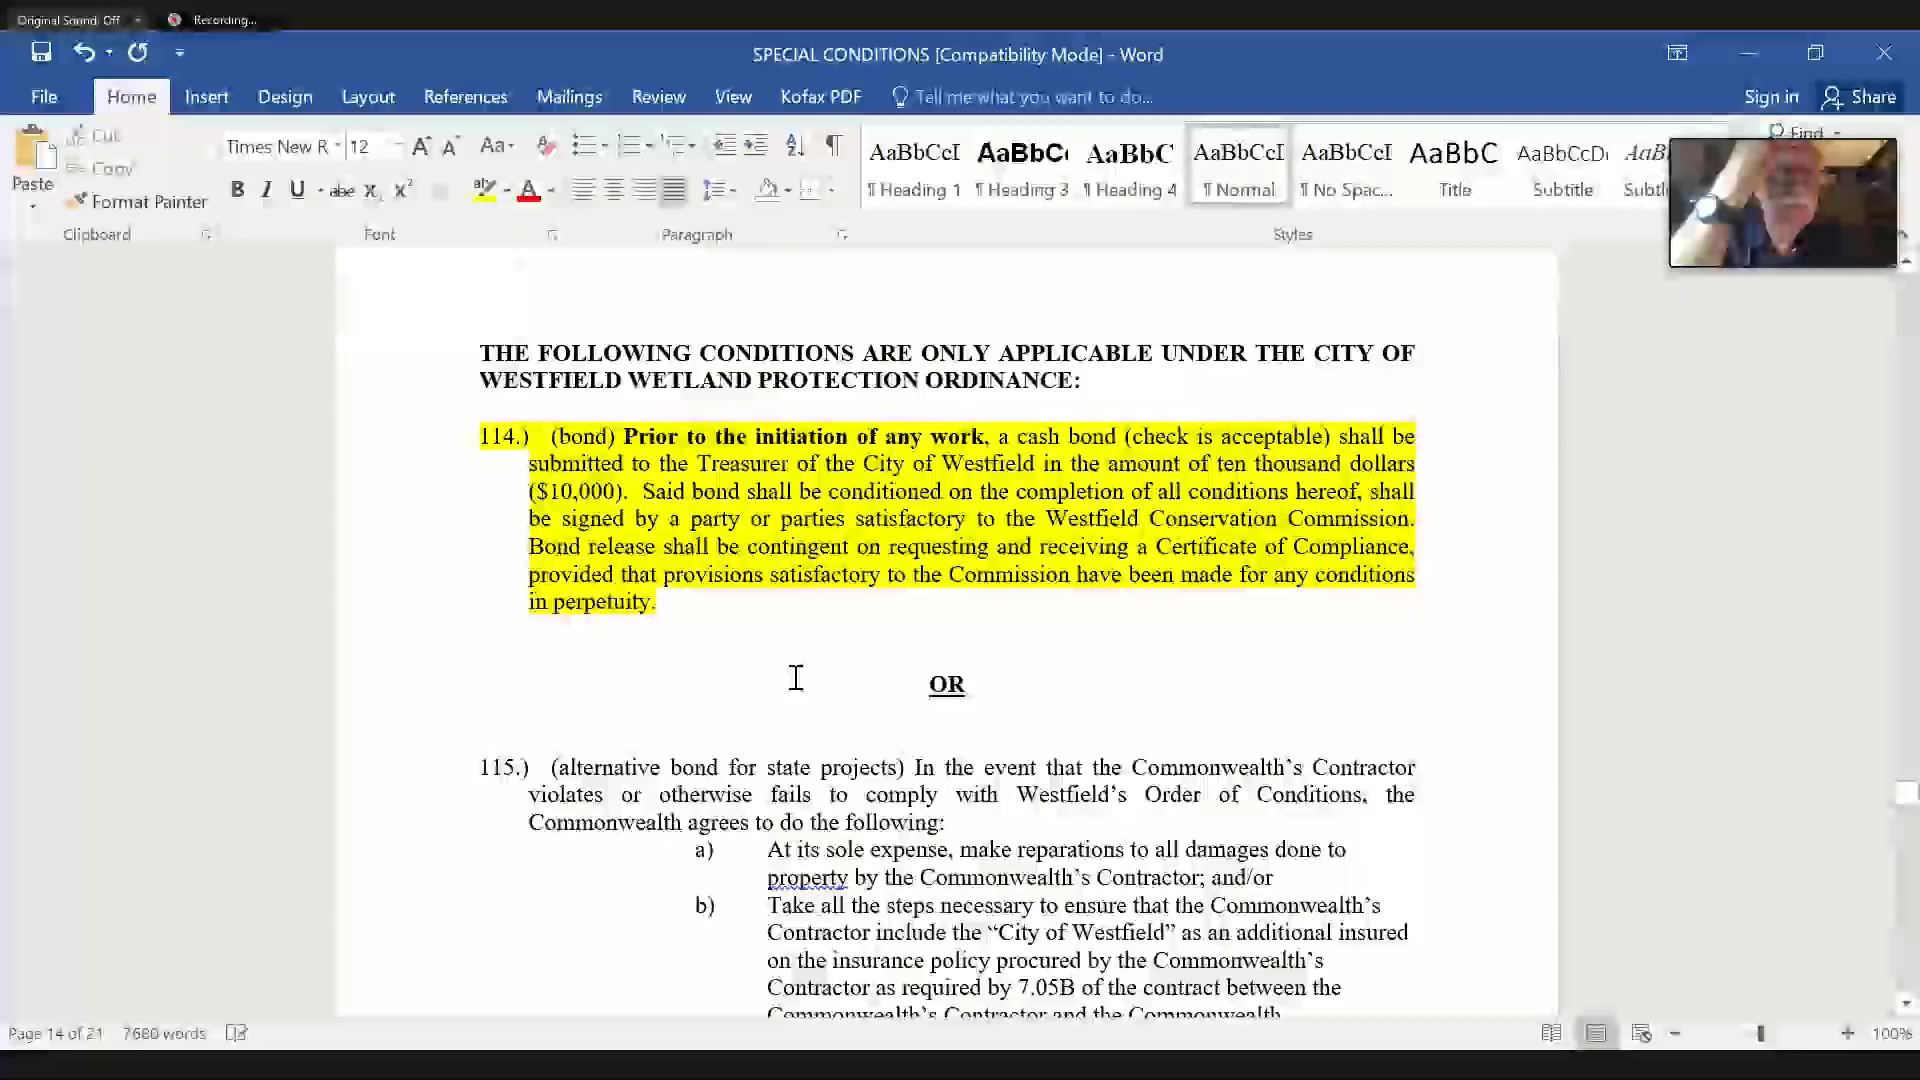 Original Sound: Off
Recording...
SPECIAL CONDITIONS [Compatibility Mode] - Word
File Home Insert Design Layout References Mailings Review View Kofax PDF Tell me what you want to do... Sign in Share
Cut
Copy
Paste
Format Painter
Times New R 12
Find
AaBbCcI AaBbCc AaBbC AaBbCcI AaBbCcI AaBbC AaBbCcDı AaB
¶ Heading 1 ¶ Heading 3 ¶ Heading 4 ¶ Normal ¶ No Spac... Title Subtitle Subtl
Clipboard Font Paragraph Styles
THE FOLLOWING CONDITIONS ARE ONLY APPLICABLE UNDER THE CITY OF
WESTFIELD WETLAND PROTECTION ORDINANCE:
114.) (bond) Prior to the initiation of any work, a cash bond (check is acceptable) shall be
submitted to the Treasurer of the City of Westfield in the amount of ten thousand dollars
($10,000). Said bond shall be conditioned on the completion of all conditions hereof, shall
be signed by a party or parties satisfactory to the Westfield Conservation Commission.
Bond release shall be contingent on requesting and receiving a Certificate of Compliance,
provided that provisions satisfactory to the Commission have been made for any conditions
in perpetuity.
OR
115.) (alternative bond for state projects) In the event that the Commonwealth's Contractor
violates or otherwise fails to comply with Westfield's Order of Conditions, the
Commonwealth agrees to do the following:
a) At its sole expense, make reparations to all damages done to
property by the Commonwealth's Contractor; and/or
b) Take all the steps necessary to ensure that the Commonwealth's
Contractor include the “City of Westfield” as an additional insured
on the insurance policy procured by the Commonwealth's
Contractor as required by 7.05B of the contract between the
Commonwealth's Contractor and the Commonwealth
Page 14 of 21 7680 words 100%